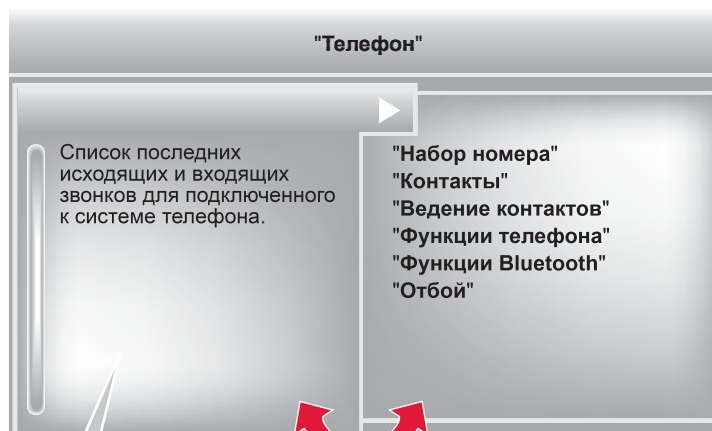 "Телефон"
Список последних
исходящих и входящих
звонков для подключенного
к системе телефона.
"Набор номера"
"Контакты"
"Ведение контактов"
"Функции телефона"
"Функции Bluetooth"
"Отбой"